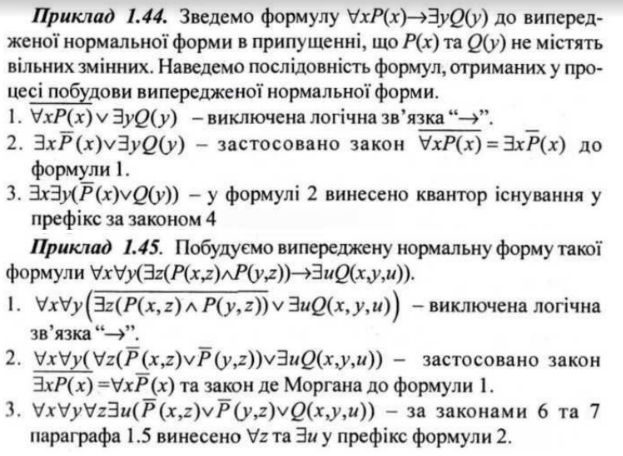 Приклад 1.44. Зведемо формулу ∀xP(x)→∃yQ(y) до виперед-
женої нормальної форми в припущенні, що P(x) та Q(y) не містять
вільних змінних. Наведемо послідовність формул, отриманих у про-
цесі побудови випередженої нормальної форми.
1. ∀xP(x)̅ ∨ ∃yQ(y) – виключена логічна зв’язка “→”.
2. ∃xP̅(x)∨∃yQ(y) – застосовано закон ∀xP(x)̅ = ∃xP̅(x) до
формули 1.
3. ∃x∃y(P̅(x)∨Q(y)) – у формулі 2 винесено квантор існування у
префікс за законом 4
Приклад 1.45. Побудуємо випереджену нормальну форму такої
формули ∀x∀y(∃z(P(x,z)∧P(y,z))→∃uQ(x,y,u)).
1. ∀x∀y(∃z(P(x,z)∧P(y,z))̅ ∨ ∃uQ(x,y,u)) – виключена логічна
зв’язка “→”.
2. ∀x∀y(∀z(P̅(x,z)∨P̅(y,z))∨∃uQ(x,y,u)) – застосовано закон
∃xP(x)̅ =∀xP̅(x) та закон де Моргана до формули 1.
3. ∀x∀y∀z∃u(P̅(x,z)∨P̅(y,z)∨Q(x,y,u)) – за законами 6 та 7
параграфа 1.5 винесено ∀z та ∃u у префікс формули 2.